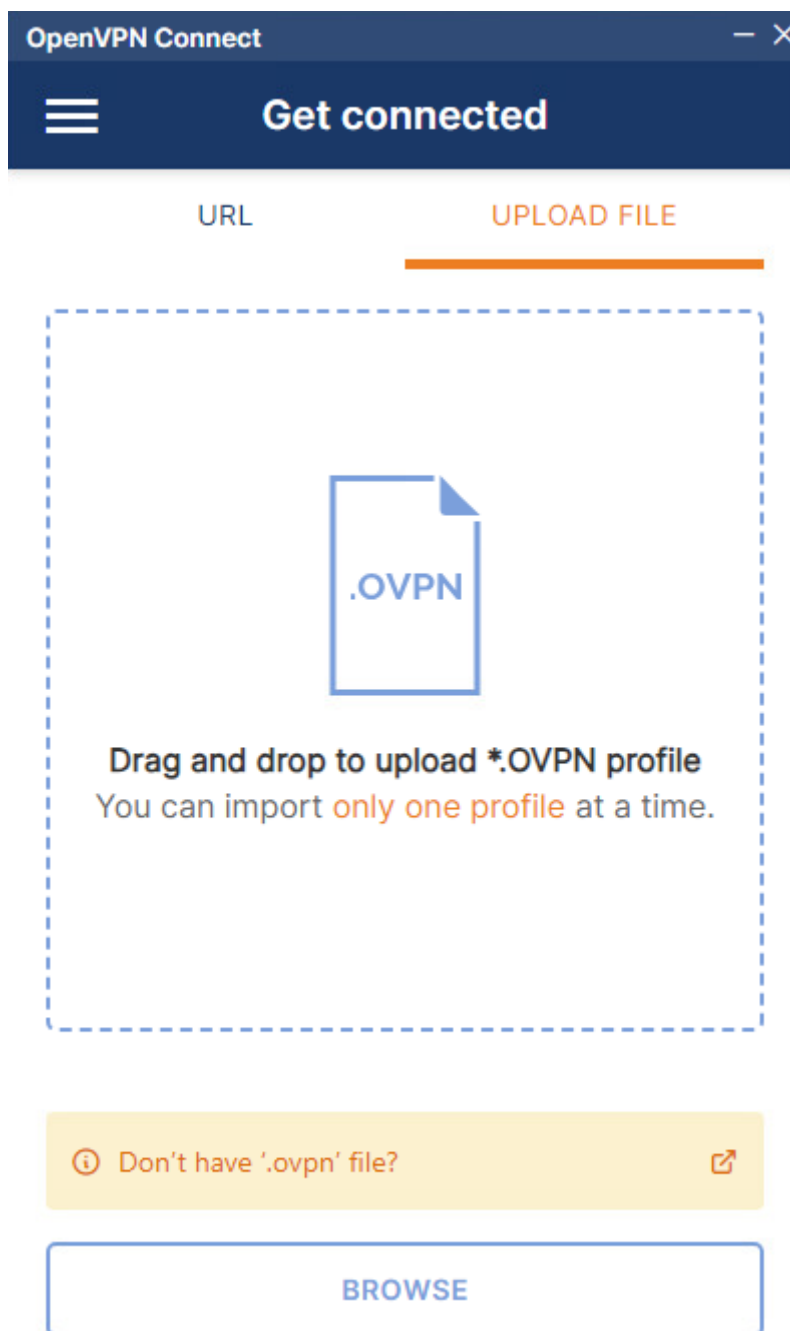 OpenVPN Connect
Get connected
URL
UPLOAD FILE
.OVPN
Drag and drop to upload *.OVPN profile
You can import only one profile at a time.
Don't have '.ovpn' file?
BROWSE